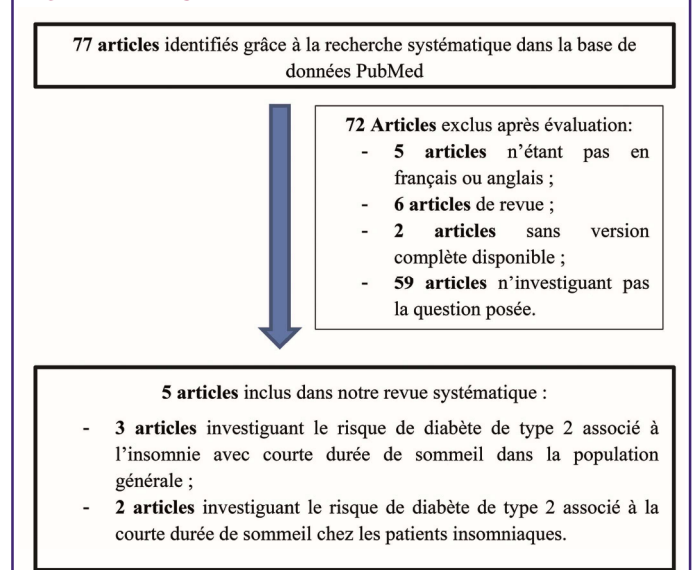 77 articles identifiés grâce à la recherche systématique dans la base de
données PubMed
72 Articles exclus après évaluation:
- 5 articles n’étant pas en
français ou anglais ;
- 6 articles de revue ;
- 2 articles sans version
complète disponible ;
- 59 articles n’investiguant pas
la question posée.
5 articles inclus dans notre revue systématique :
- 3 articles investiguant le risque de diabète de type 2 associé à
l’insomnie avec courte durée de sommeil dans la population
générale ;
- 2 articles investiguant le risque de diabète de type 2 associé à la
courte durée de sommeil chez les patients insomniaques.